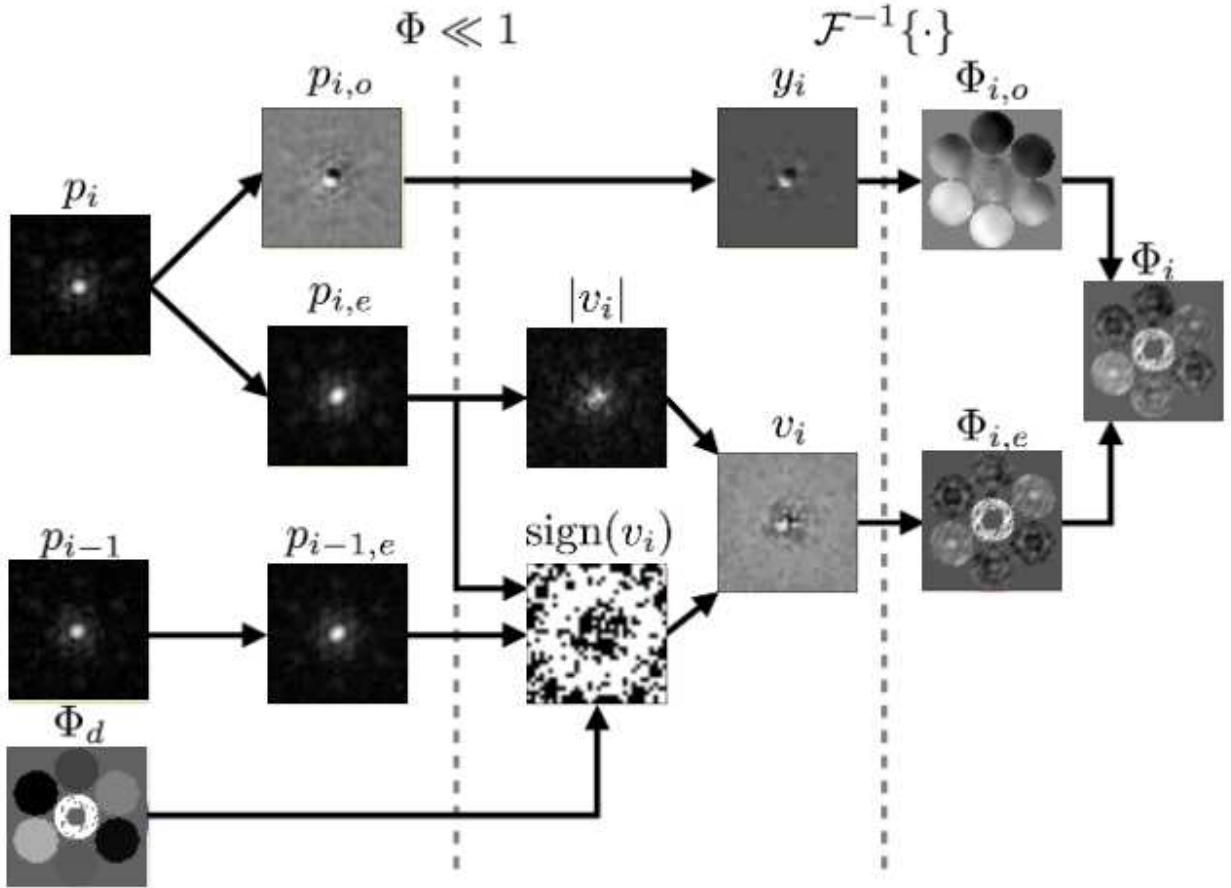 Φ ≪ 1
𝓕⁻¹{·}
p_{i,o}
y_i
Φ_{i,o}
p_i
p_{i,e}
|v_i|
Φ_i
v_i
Φ_{i,e}
p_{i−1}
p_{i−1,e}
sign(v_i)
Φ_d